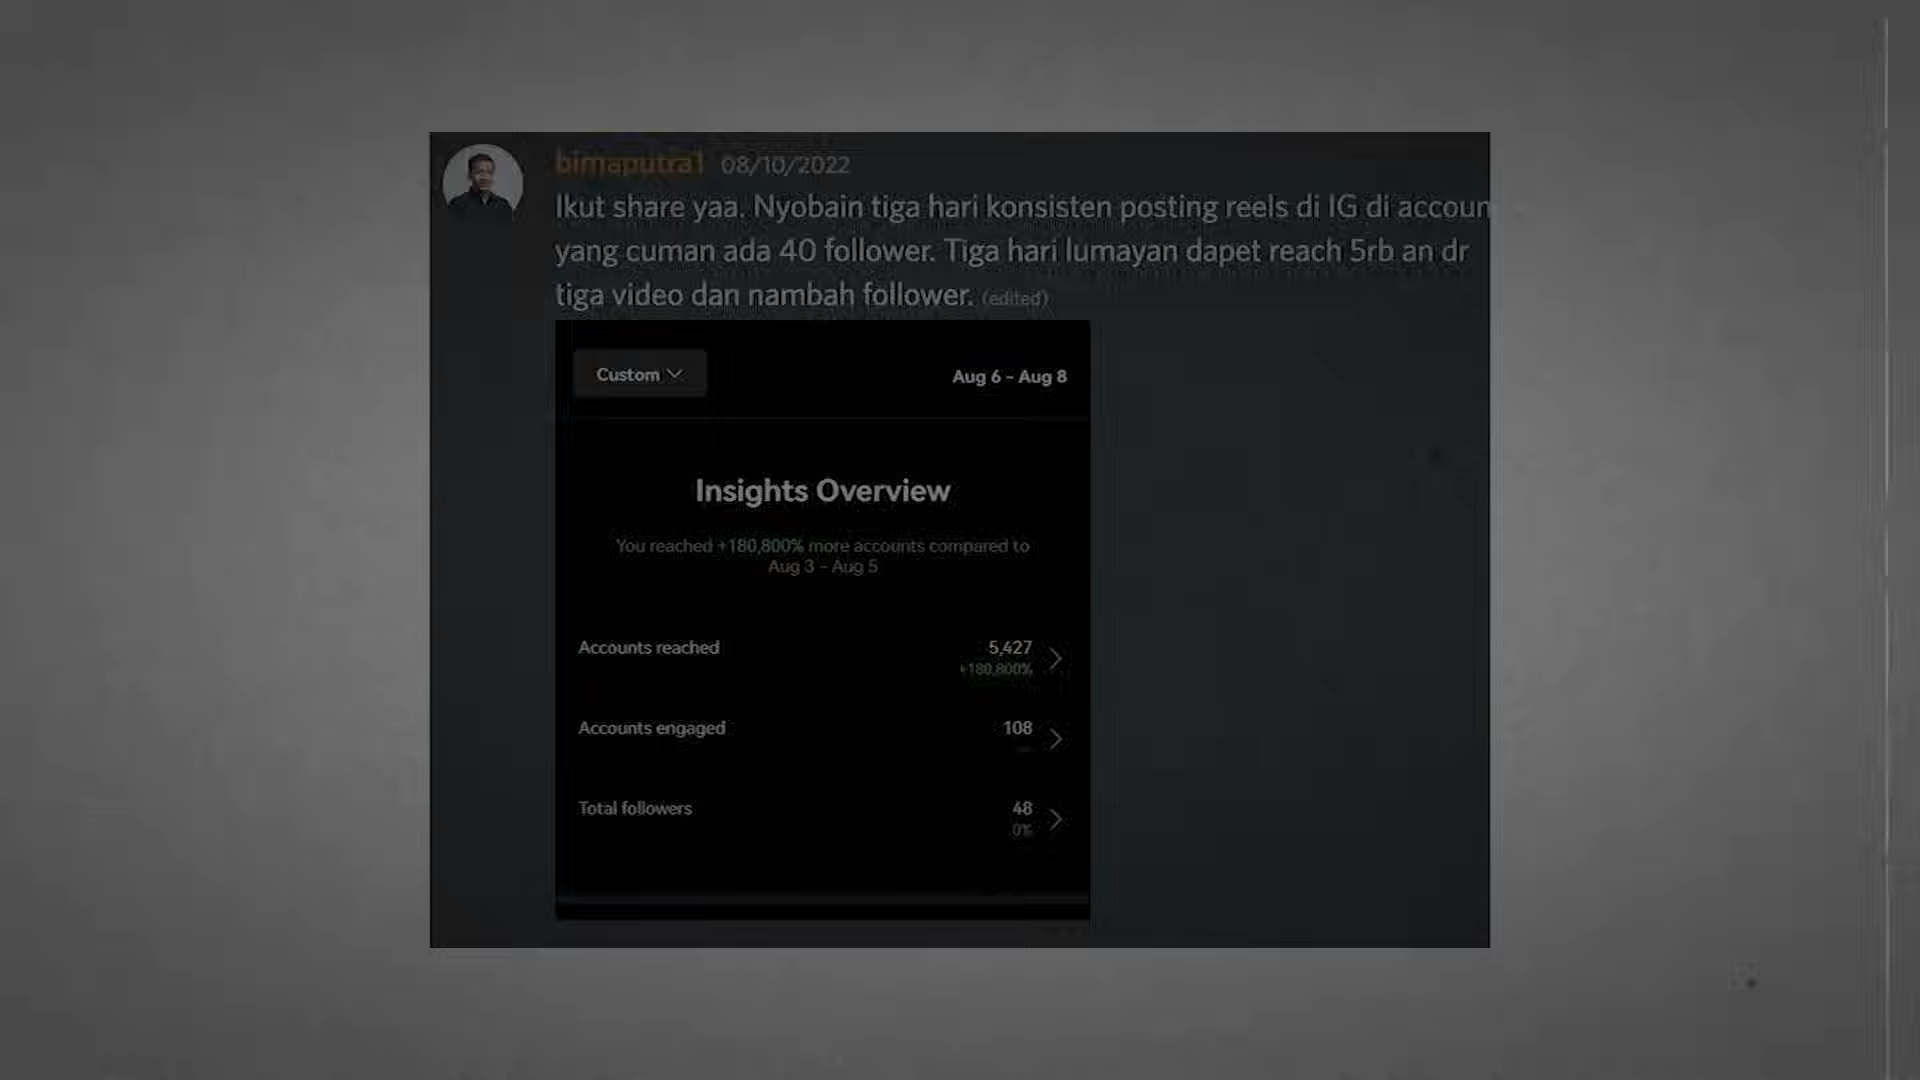 bimaputra1 08/10/2022
Ikut share yaa. Nyobain tiga hari konsisten posting reels di IG di accoun
yang cuman ada 40 follower. Tiga hari lumayan dapet reach 5rb an dr
tiga video dan nambah follower. (edited)
Custom
Aug 6 - Aug 8
Insights Overview
You reached +180,800% more accounts compared to
Aug 3 - Aug 5
Accounts reached 5,427
+180,800%
Accounts engaged 108
Total followers 48
0%